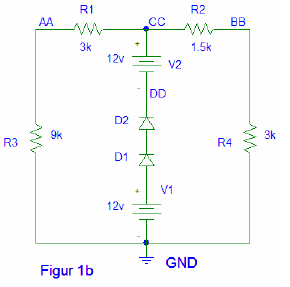 R1
R2
AA
CC
BB
3k
1.5k
+
12v
V2
-
DD
D2
R3
9k
R4
3k
D1
+
V1
12v
-
GND
Figur 1b